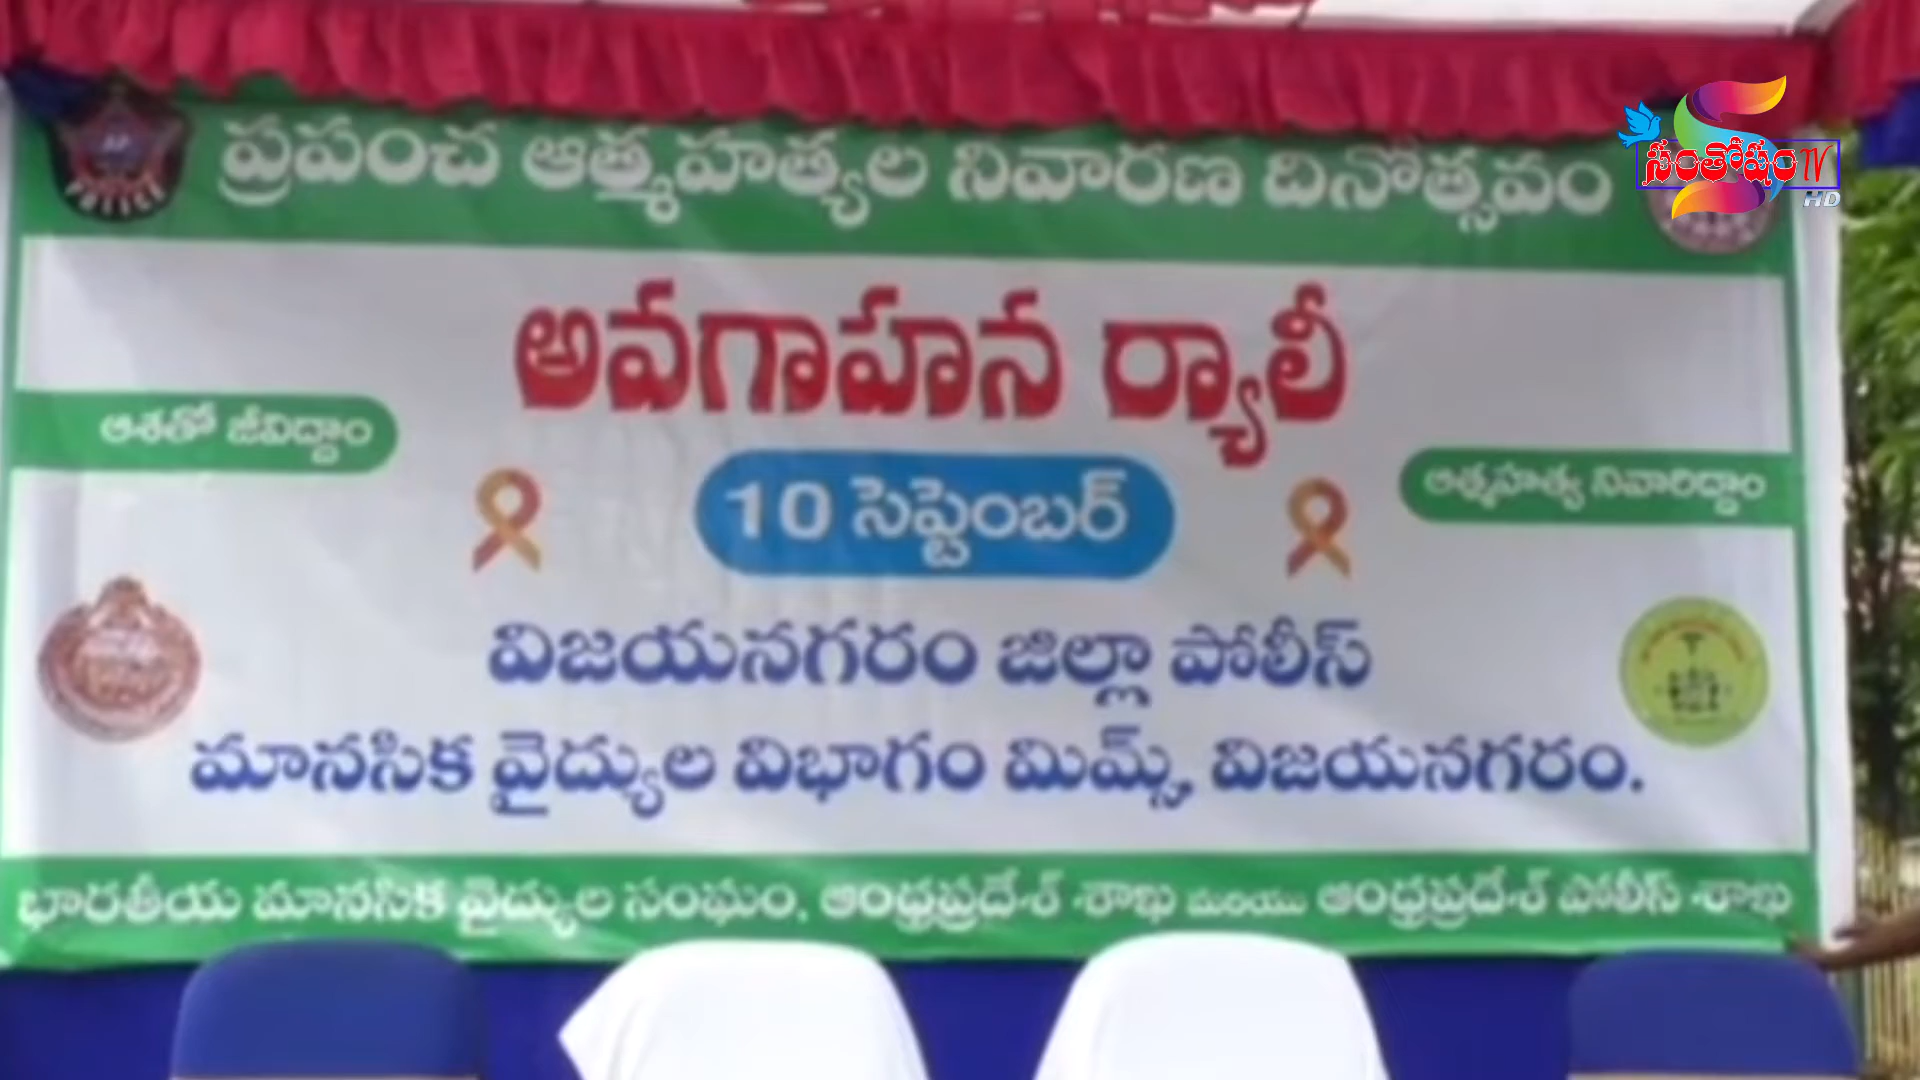 ప్రపంచ ఆత్మహత్యల నివారణ దినోత్సవం
సంతోషం TV
HD
POLICE
అవగాహన ర్యాలీ
ఆశతో జీవిద్దాం
10 సెప్టెంబర్
ఆత్మహత్య నివారిద్దాం
విజయనగరం జిల్లా పోలీస్
మానసిక వైద్యుల విభాగం మిమ్స్, విజయనగరం.
భారతీయ మానసిక వైద్యుల సంఘం, ఆంధ్రప్రదేశ్ శాఖ మరియు ఆంధ్రప్రదేశ్ పోలీస్ శాఖ